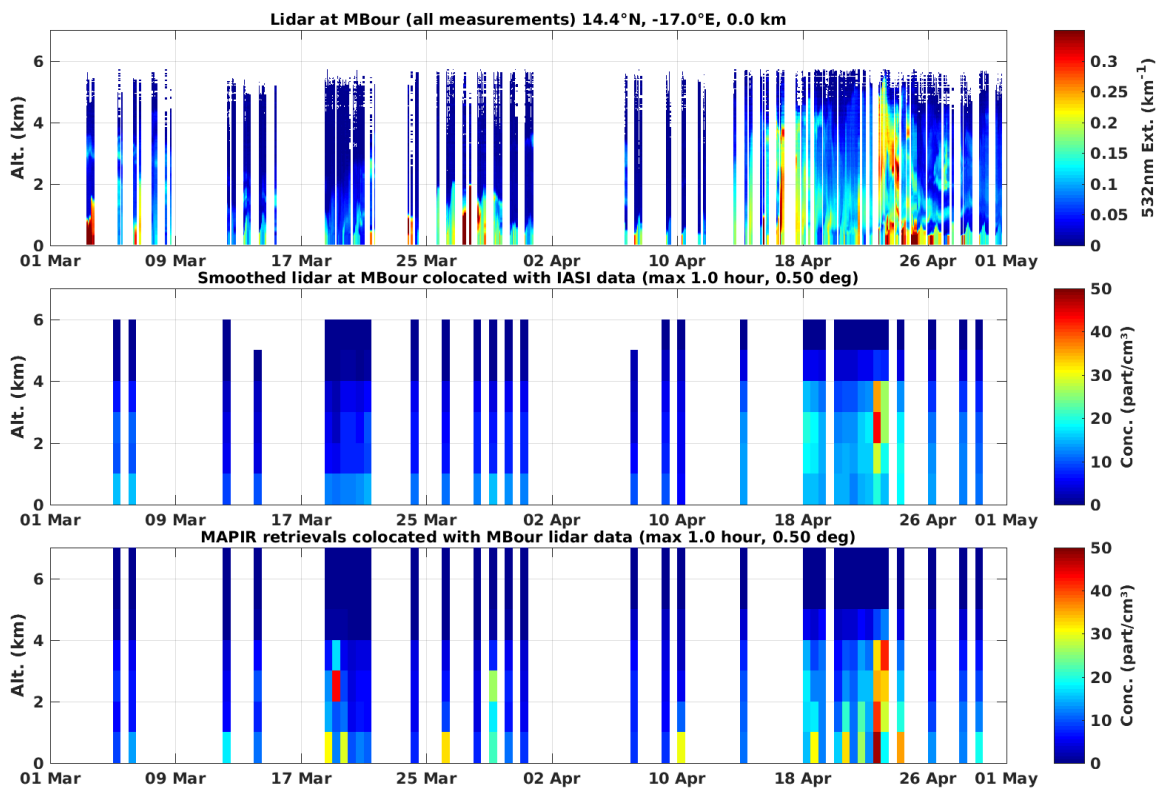 Lidar at MBour (all measurements) 14.4°N, -17.0°E, 0.0 km
Alt. (km)
6
4
2
0
01 Mar 09 Mar 17 Mar 25 Mar 02 Apr 10 Apr 18 Apr 26 Apr 01 May
0.3
0.25
0.2
0.15
0.1
0.05
0
532nm Ext. (km⁻¹)
Smoothed lidar at MBour colocated with IASI data (max 1.0 hour, 0.50 deg)
Alt. (km)
6
4
2
0
01 Mar 09 Mar 17 Mar 25 Mar 02 Apr 10 Apr 18 Apr 26 Apr 01 May
50
40
30
20
10
0
Conc. (part/cm³)
MAPIR retrievals colocated with MBour lidar data (max 1.0 hour, 0.50 deg)
Alt. (km)
6
4
2
0
01 Mar 09 Mar 17 Mar 25 Mar 02 Apr 10 Apr 18 Apr 26 Apr 01 May
50
40
30
20
10
0
Conc. (part/cm³)